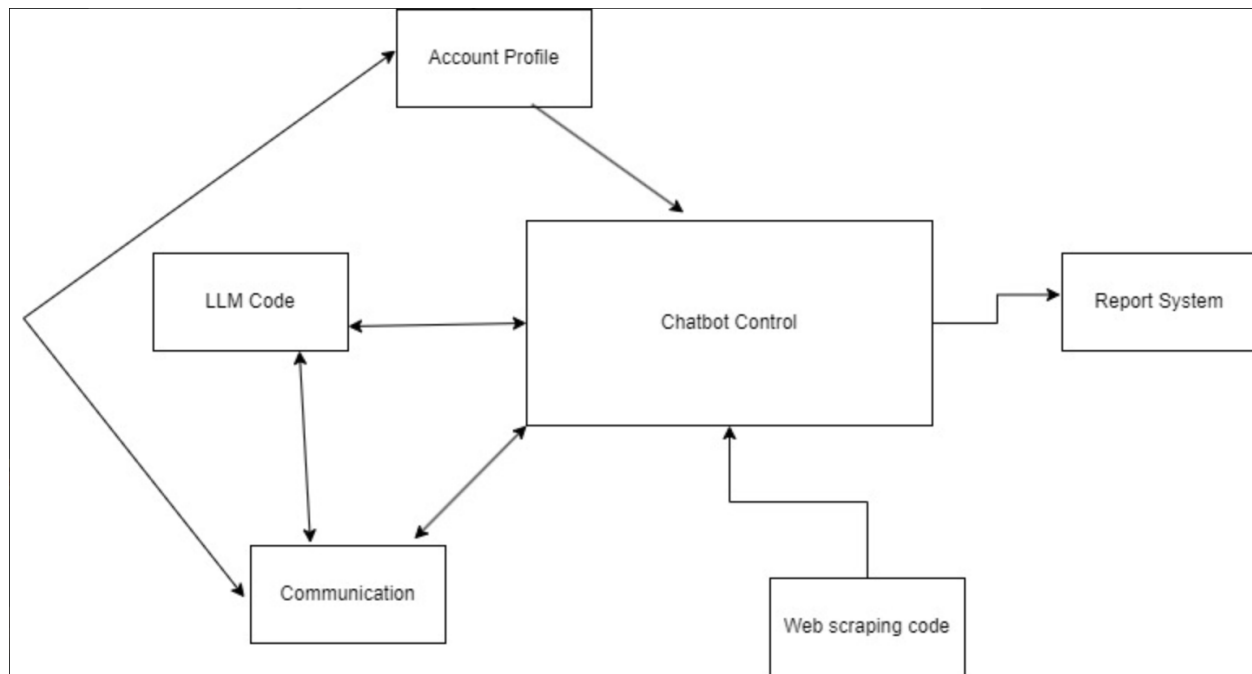 Account Profile
LLM Code
Chatbot Control
Report System
Communication
Web scraping code